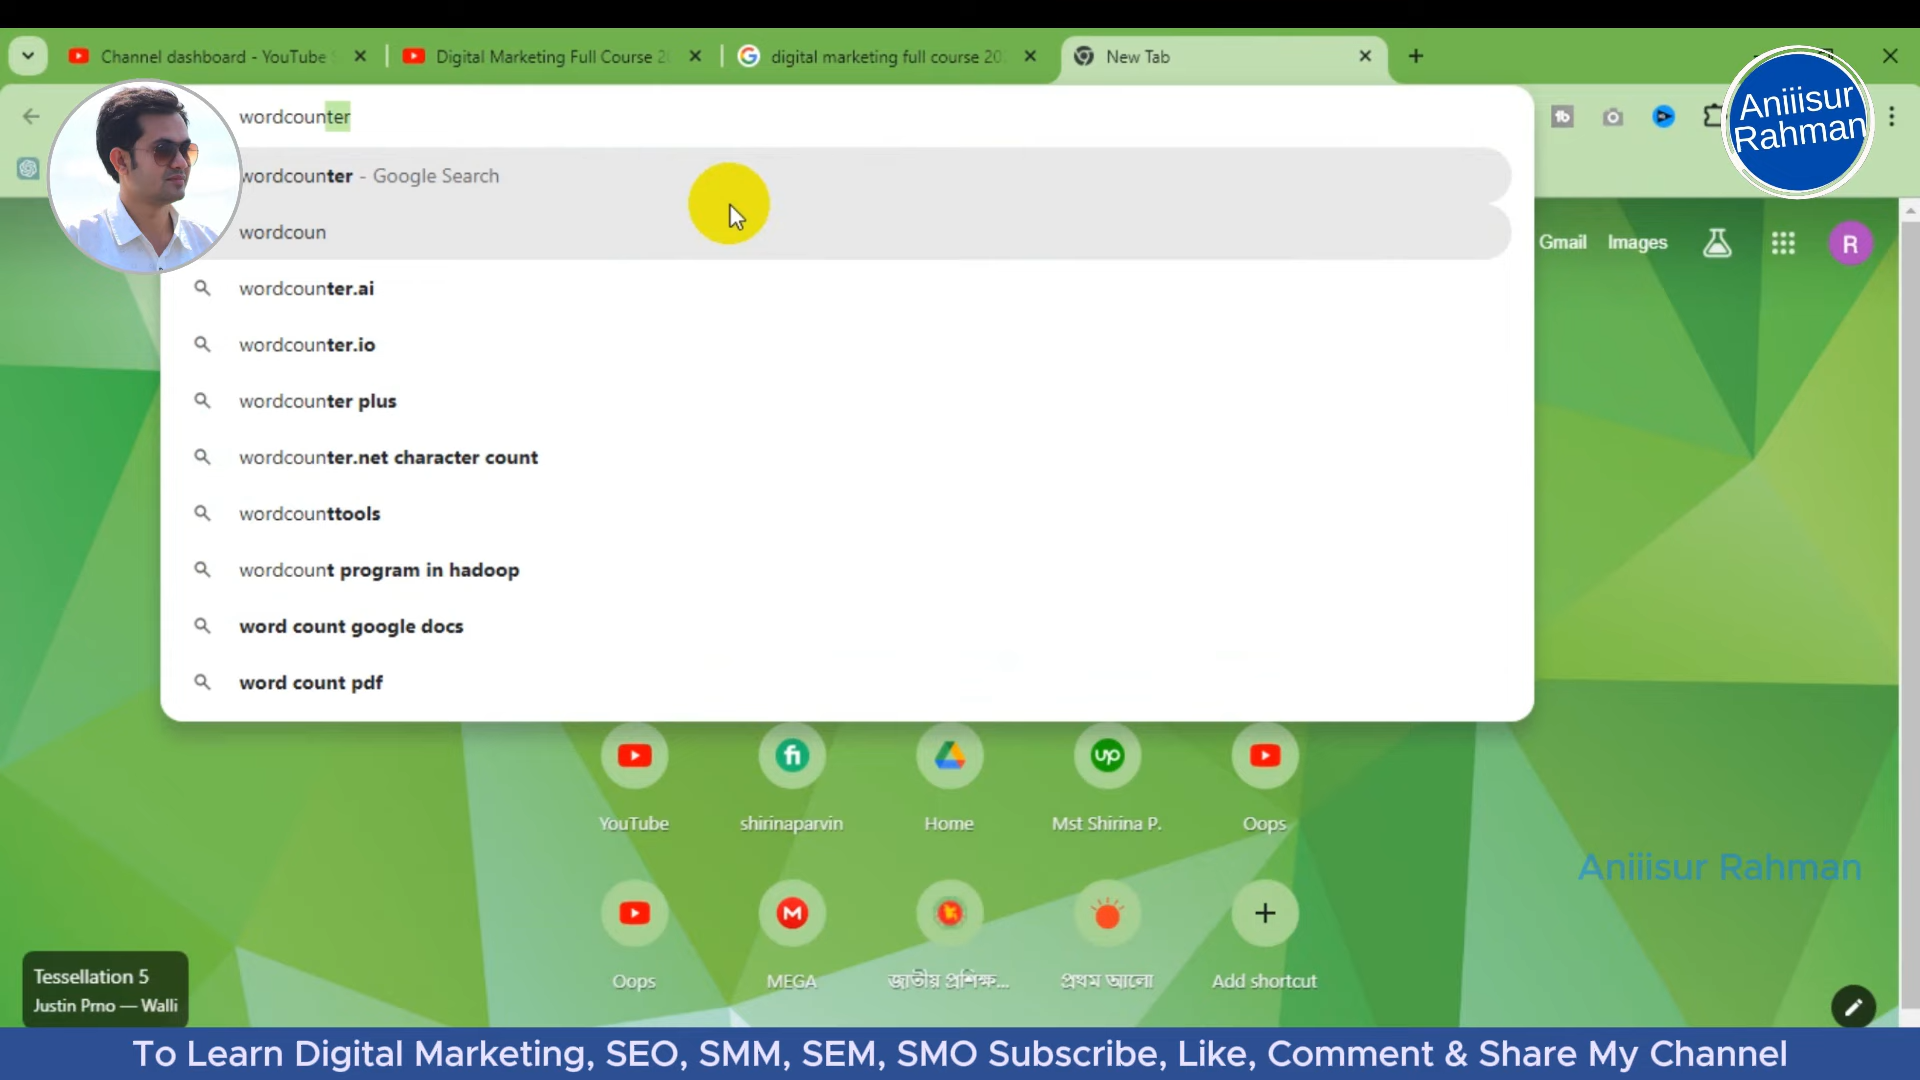 Channel dashboard - YouTube S
Digital Marketing Full Course 20
digital marketing full course 202
New Tab
wordcounter
wordcounter - Google Search
wordcoun
wordcounter.ai
wordcounter.io
wordcounter plus
wordcounter.net character count
wordcounttools
wordcount program in hadoop
word count google docs
word count pdf
Aniiisur
Rahman
Gmail
Images
R
YouTube
shirinaparvin
Home
Mst Shirina P.
Oops
Oops
MEGA
জাতীয় প্রশিক্ষ...
প্রথম আলো
Add shortcut
Aniiisur Rahman
Tessellation 5
Justin Prno — Walli
To Learn Digital Marketing, SEO, SMM, SEM, SMO Subscribe, Like, Comment & Share My Channel